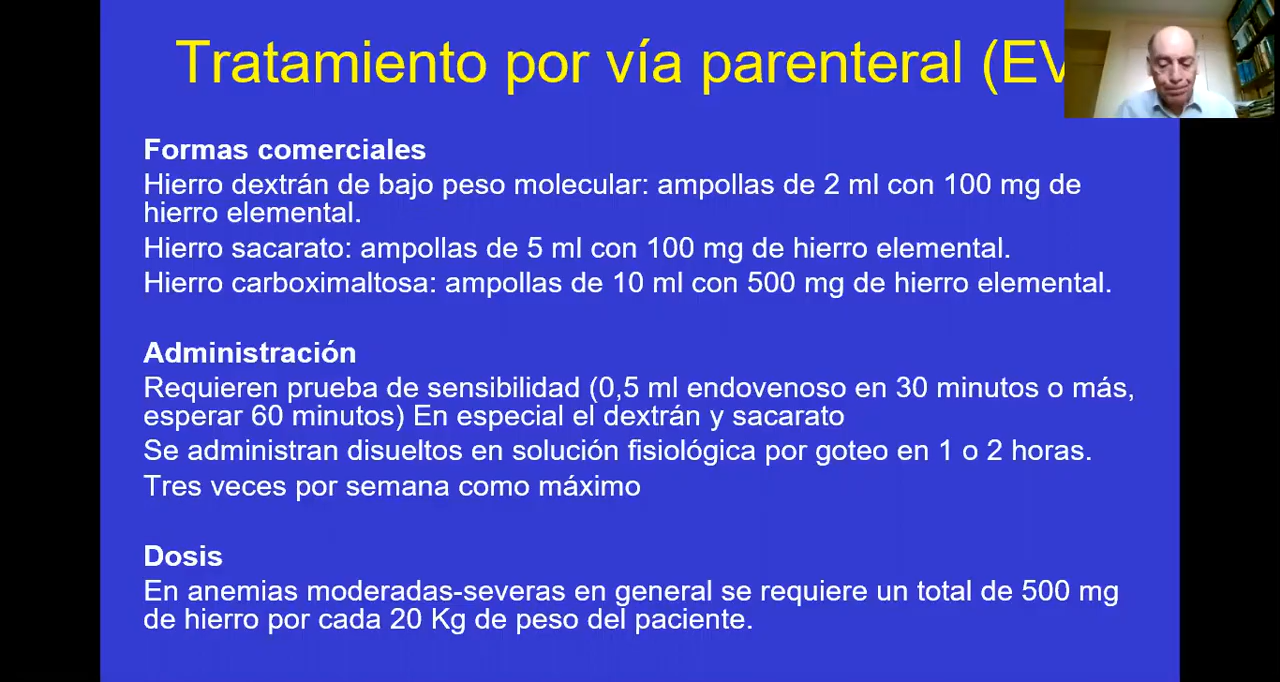 Tratamiento por vía parenteral (EV
Formas comerciales
Hierro dextrán de bajo peso molecular: ampollas de 2 ml con 100 mg de
hierro elemental.
Hierro sacarato: ampollas de 5 ml con 100 mg de hierro elemental.
Hierro carboximaltosa: ampollas de 10 ml con 500 mg de hierro elemental.
Administración
Requieren prueba de sensibilidad (0,5 ml endovenoso en 30 minutos o más,
esperar 60 minutos) En especial el dextrán y sacarato
Se administran disueltos en solución fisiológica por goteo en 1 o 2 horas.
Tres veces por semana como máximo
Dosis
En anemias moderadas-severas en general se requiere un total de 500 mg
de hierro por cada 20 Kg de peso del paciente.